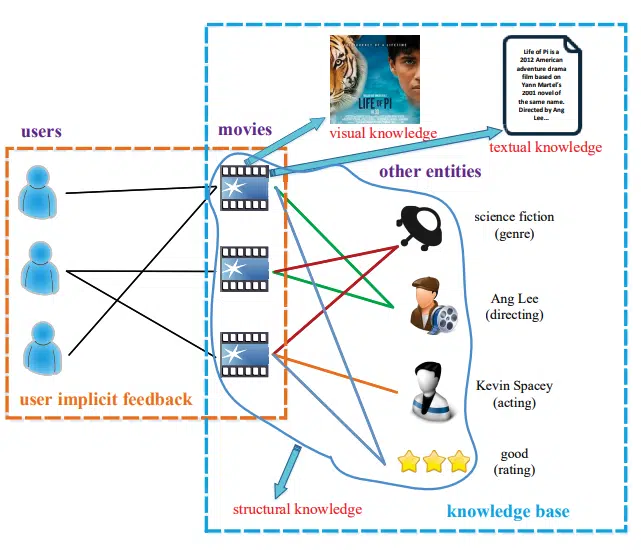 LIFE OF PI
Life of Pi is a
2012 American
adventure drama
film based on
Yann Martel's
2001 novel of
the same name.
Directed by Ang
Lee...
users
movies
visual knowledge
textual knowledge
other entities
science fiction
(genre)
Ang Lee
(directing)
Kevin Spacey
(acting)
user implicit feedback
good
(rating)
structural knowledge
knowledge base